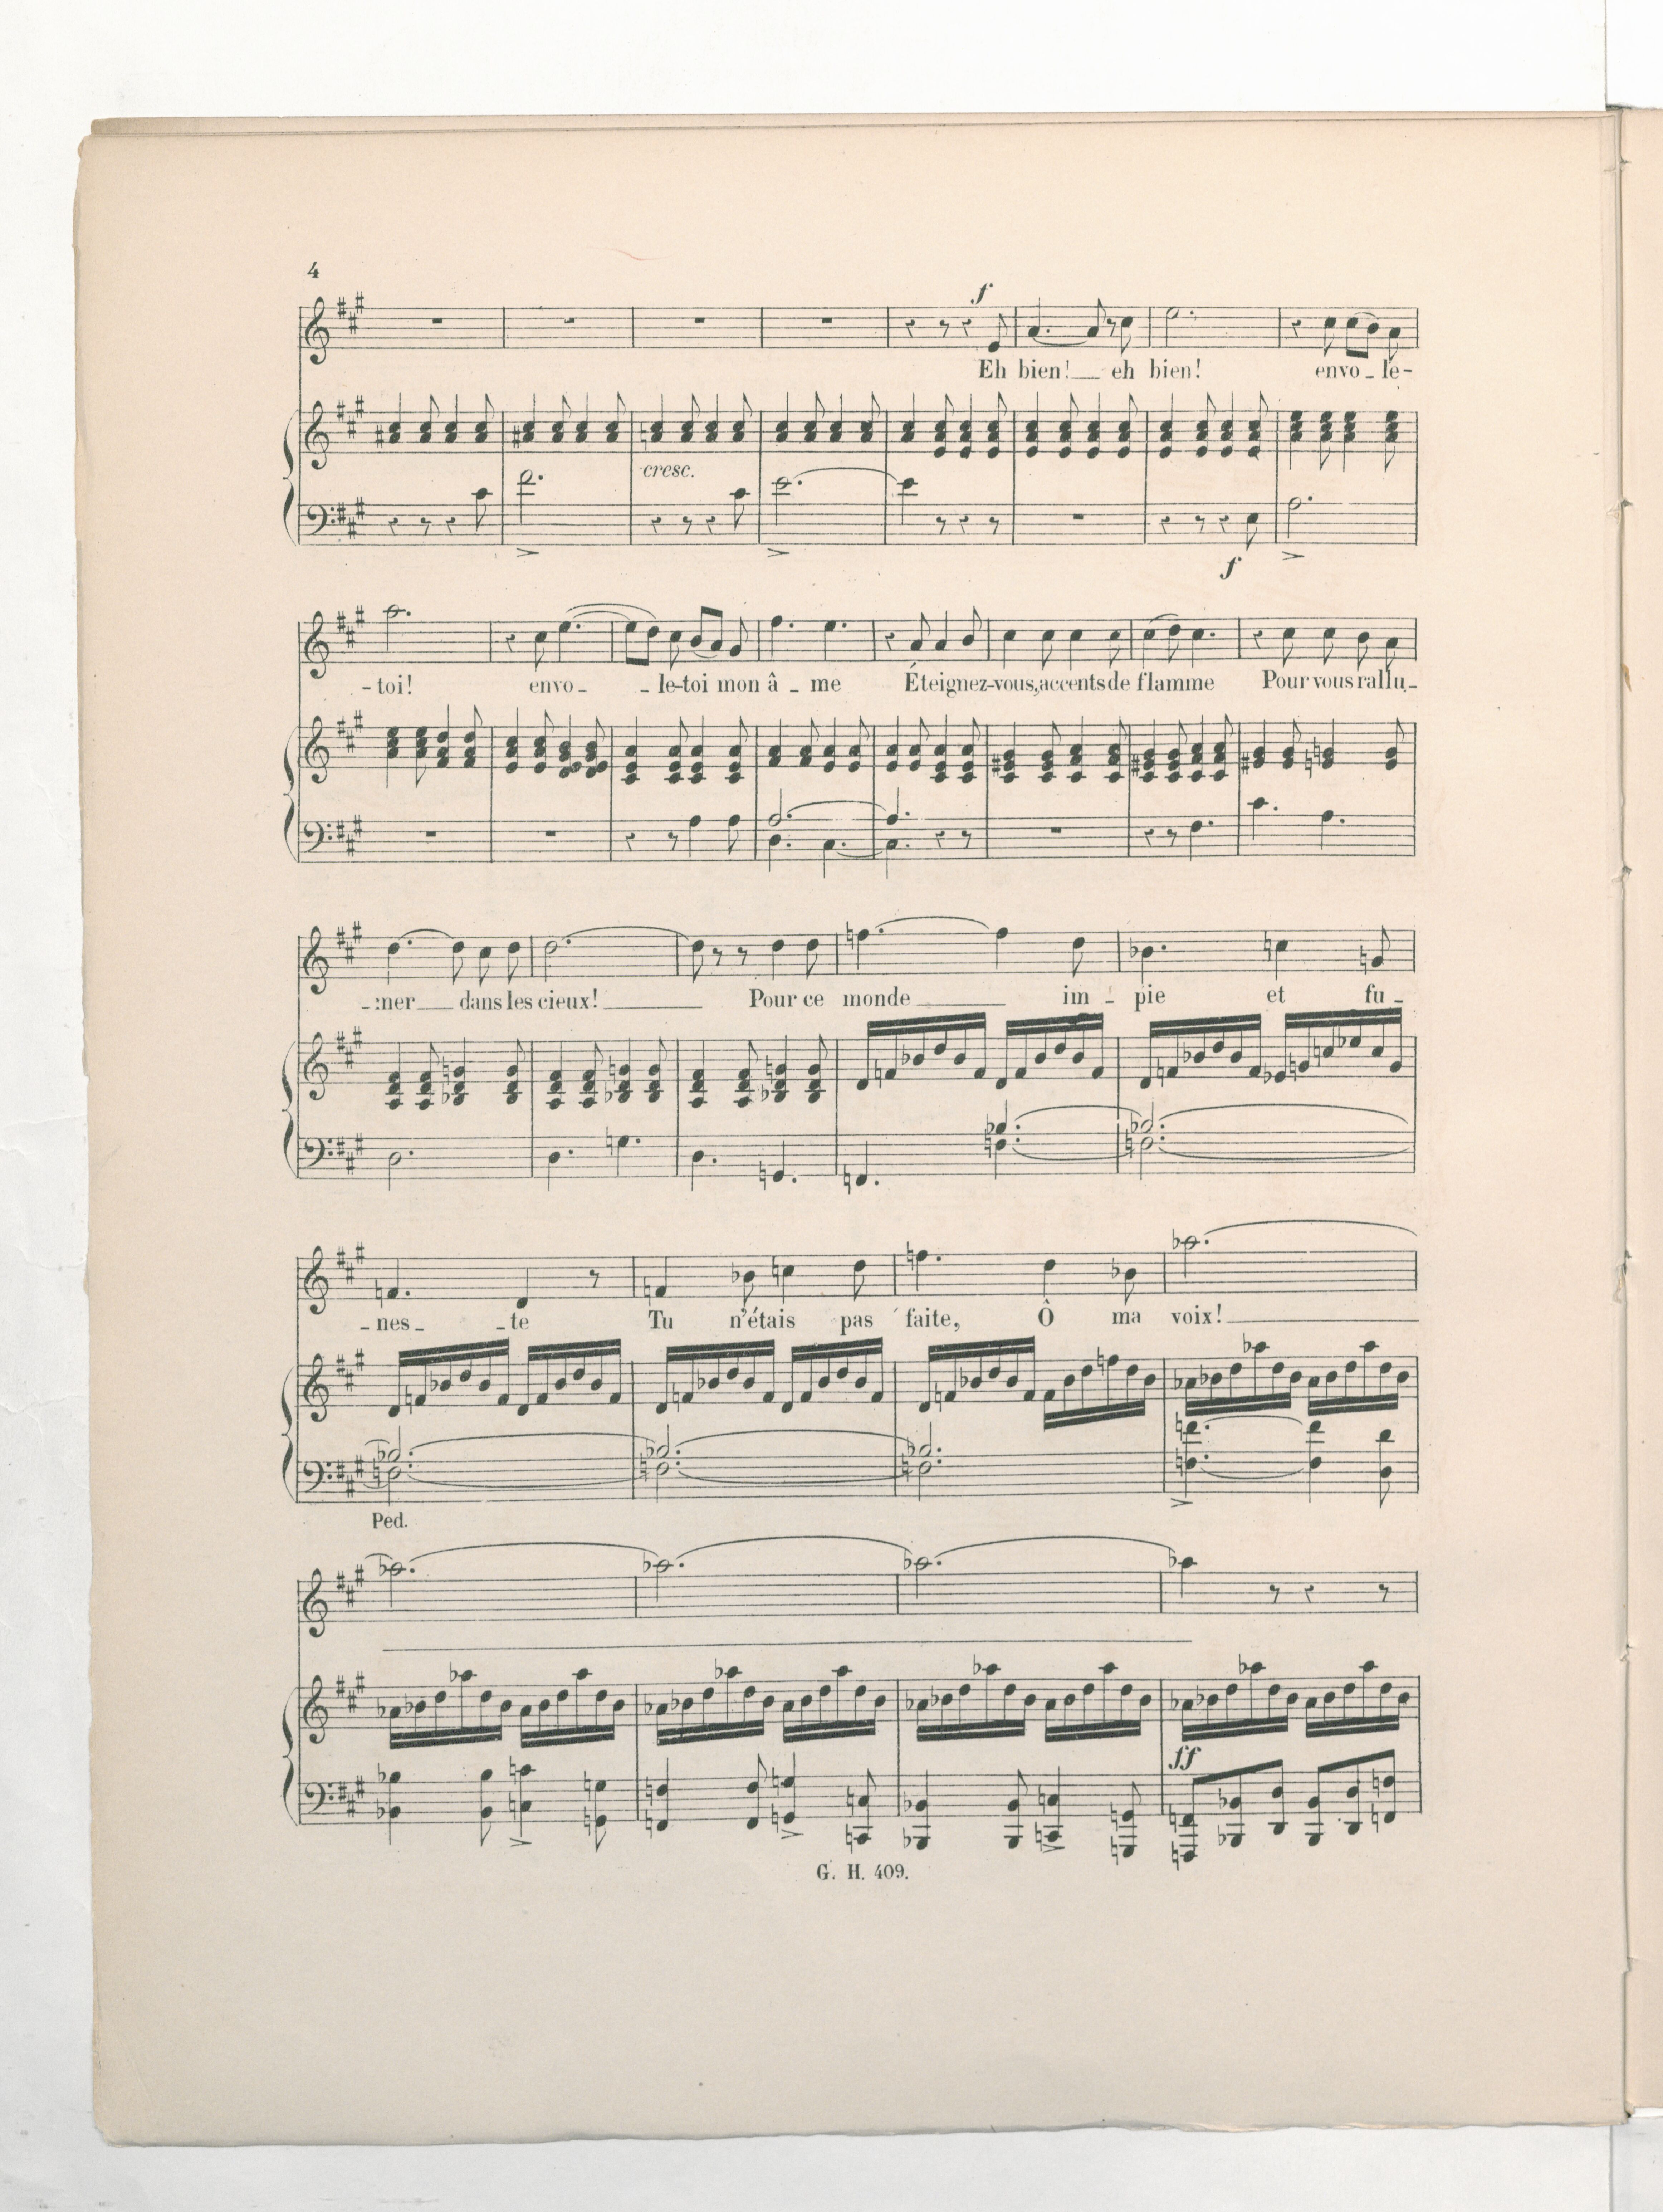 4
f
Eh bien! eh bien! envo-le-
cresc.
f
-toi! envo- -le-toi mon â-me Éteignez-vous, accents de flamme Pour vous rallu-
-mer dans les cieux! Pour ce monde im-pie et fu-
-nes- -te Tu n'étais pas faite, Ô ma voix!
Ped.
ff
G. H. 409.